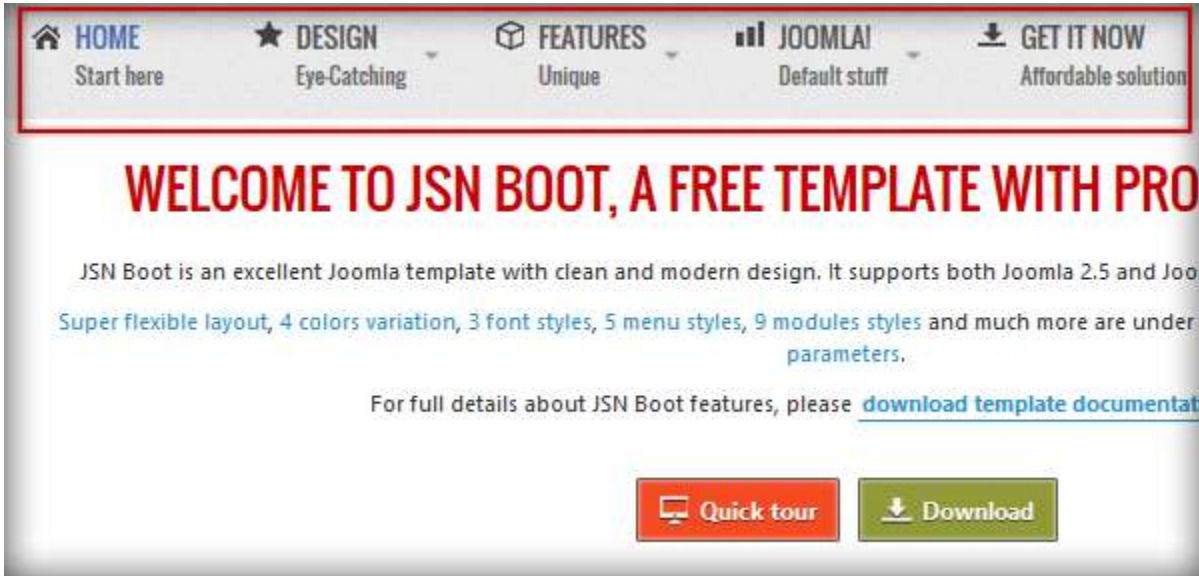 HOME DESIGN FEATURES JOOMLA! GET IT NOW
Start here Eye-Catching Unique Default stuff Affordable solution
WELCOME TO JSN BOOT, A FREE TEMPLATE WITH PRO
JSN Boot is an excellent Joomla template with clean and modern design. It supports both Joomla 2.5 and Joo
Super flexible layout, 4 colors variation, 3 font styles, 5 menu styles, 9 modules styles and much more are under
parameters.
For full details about JSN Boot features, please download template documentat
Quick tour Download